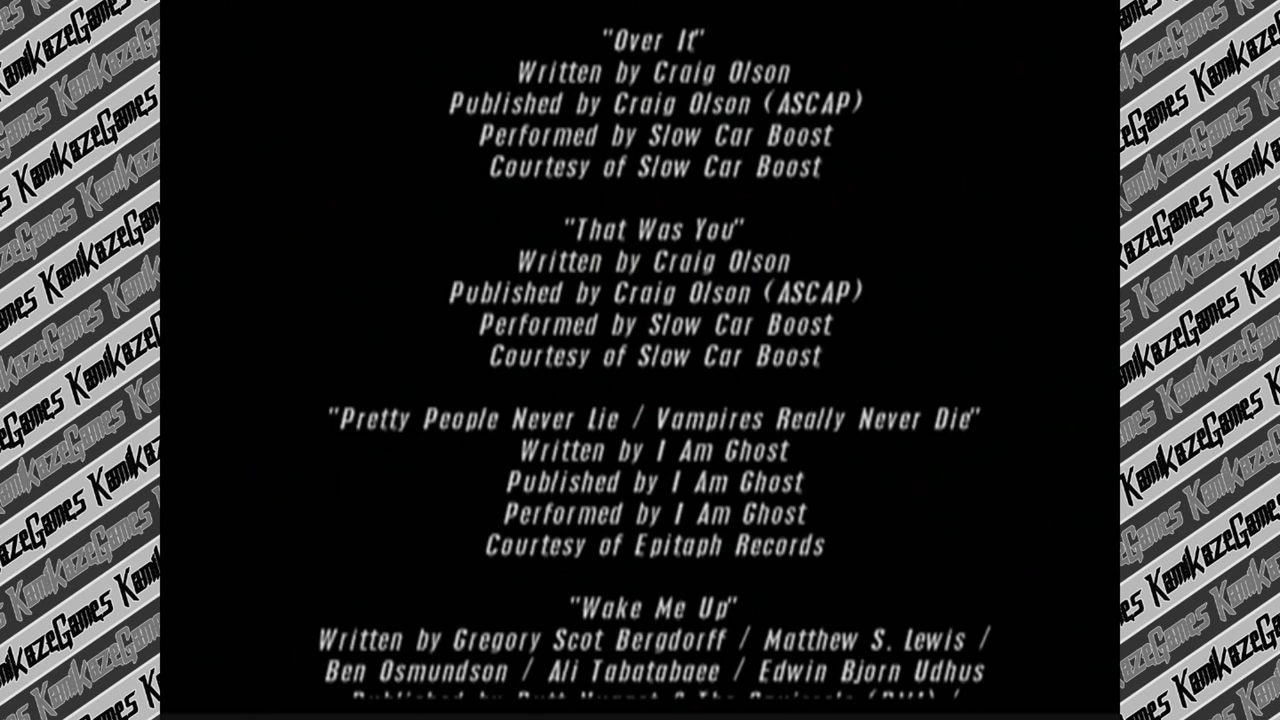 "Over It"
Written by Craig Olson
Published by Craig Olson (ASCAP)
Performed by Slow Car Boost
Courtesy of Slow Car Boost
"That Was You"
Written by Craig Olson
Published by Craig Olson (ASCAP)
Performed by Slow Car Boost
Courtesy of Slow Car Boost
"Pretty People Never Lie / Vampires Really Never Die"
Written by I Am Ghost
Published by I Am Ghost
Performed by I Am Ghost
Courtesy of Epitaph Records
"Wake Me Up"
Written by Gregory Scot Bergdorff / Matthew S. Lewis /
Ben Osmundson / Ali Tabatabaee / Edwin Bjorn Udhus
KamikazeGames